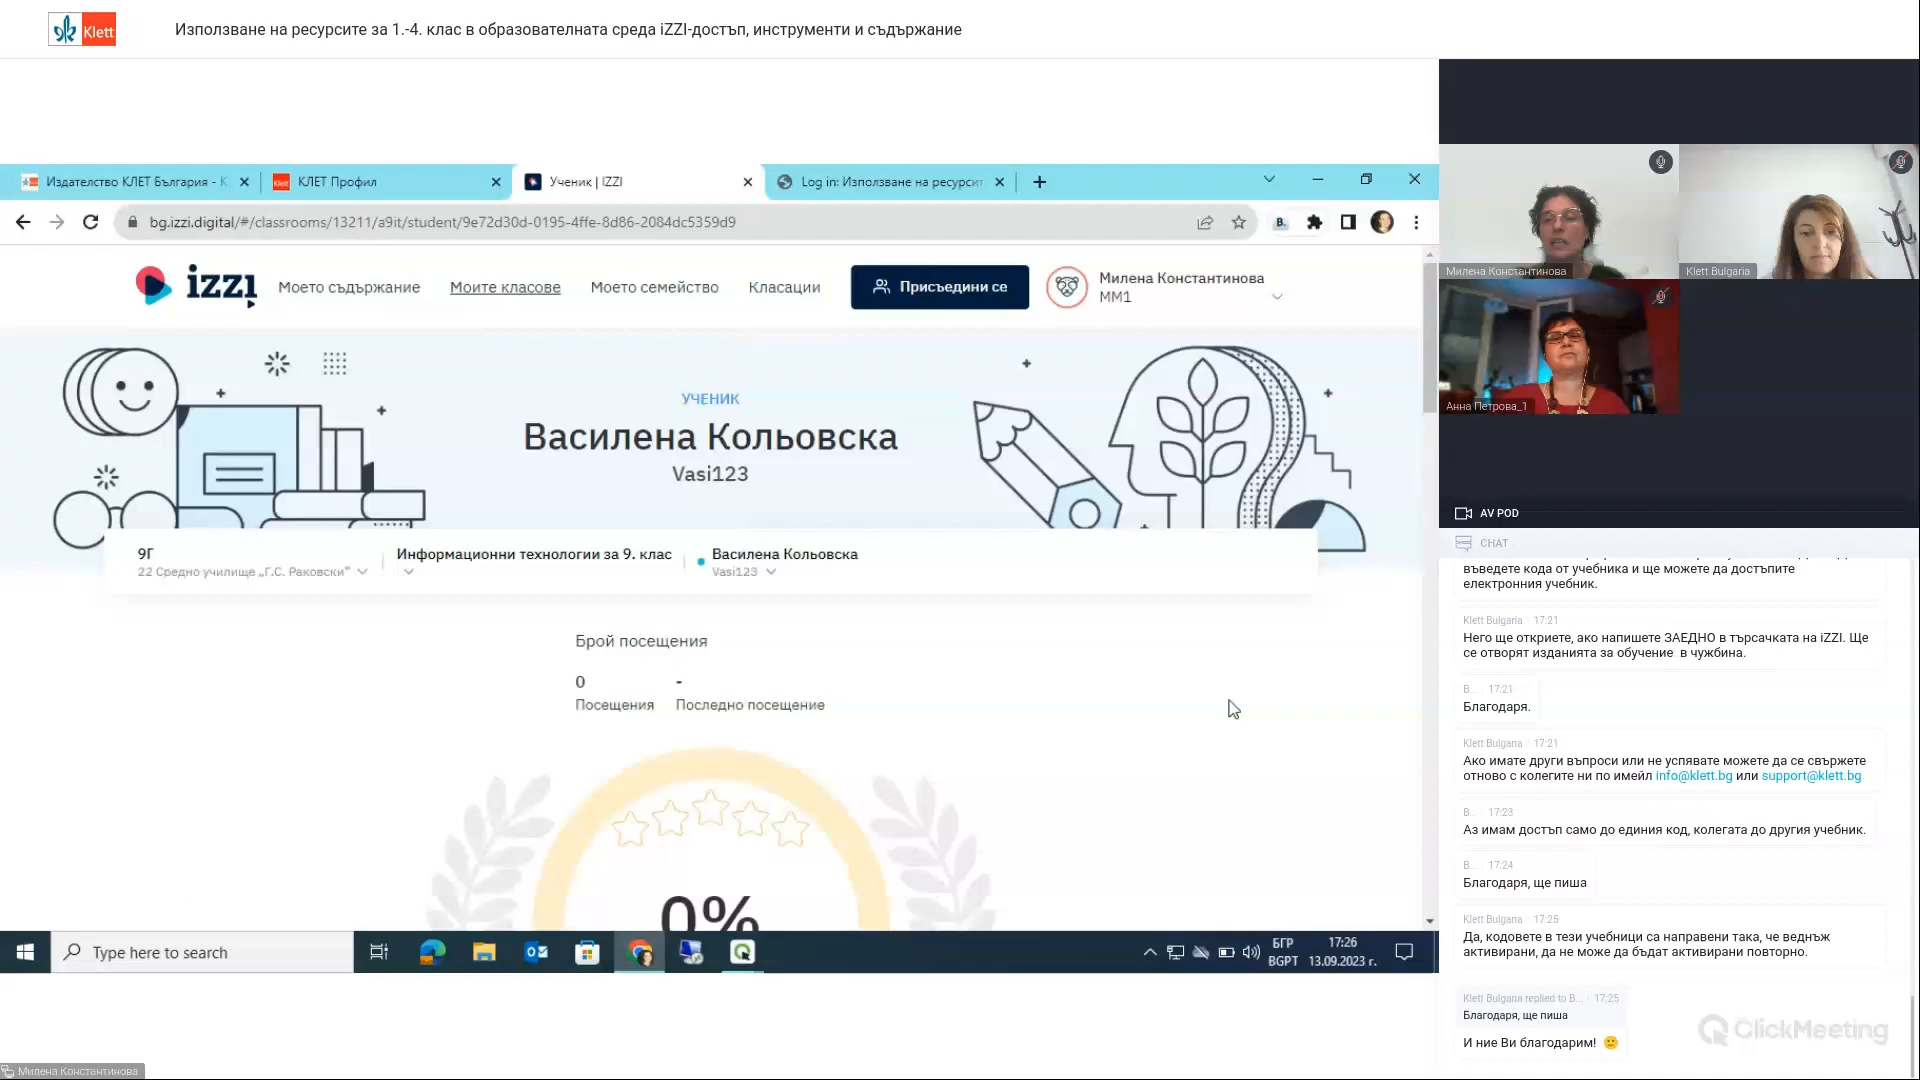 Klett
Използване на ресурсите за 1.-4. клас в образователната среда iZZI-достъп, инструменти и съдържание
Издателство КЛЕТ България - К
КЛЕТ Профил
Ученик | IZZI
Log in: Използване на ресурсит
bg.izzi.digital/#/classrooms/13211/a9it/student/9e72d30d-0195-4ffe-8d86-2084dc5359d9
izzi
Моето съдържание
Моите класове
Моето семейство
Класации
Присъедини се
Милена Константинова
MM1
УЧЕНИК
Василена Кольовска
Vasi123
9Г
22 Средно училище „Г.С. Раковски"
Информационни технологии за 9. клас
Василена Кольовска
Vasi123
Брой посещения
0
-
Посещения
Последно посещение
0%
Type here to search
БГР
BGPT
17:26
13.09.2023 г.
Милена Константинова
Милена Константинова
Klett Bulgaria
Анна Петрова_1
AV POD
CHAT
въведете кода от учебника и ще можете да достъпите
електронния учебник.
Klett Bulgaria 17:21
Него ще откриете, ако напишете ЗАЕДНО в търсачката на iZZI. Ще
се отворят изданията за обучение в чужбина.
В... 17:21
Благодаря.
Klett Bulgaria 17:21
Ако имате други въпроси или не успявате можете да се свържете
отново с колегите ни по имейл info@klett.bg или support@klett.bg
В... 17:23
Аз имам достъп само до единия код, колегата до другия учебник.
В... 17:24
Благодаря, ще пиша
Klett Bulgaria 17:25
Да, кодовете в тези учебници са направени така, че веднъж
активирани, да не може да бъдат активирани повторно.
Klett Bulgaria replied to В... 17:25
Благодаря, ще пиша
И ние Ви благодарим! 🙂
ClickMeeting